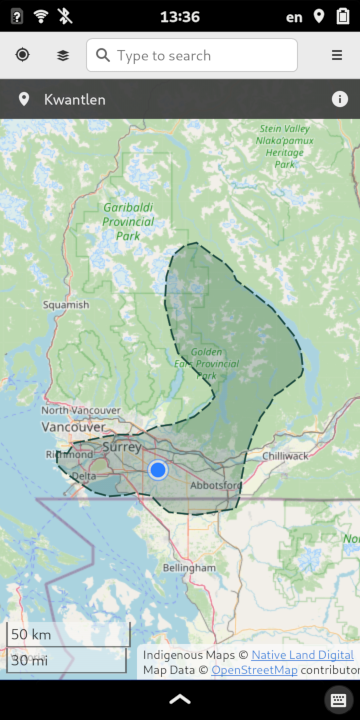 13:36
en
Type to search
Kwantlen
Stein Valley
Nlaka'pamux
Heritage
Park
Garibaldi
Provincial
Park
Squamish
Golden
Ears Provincial
Park
North Vancouver
Vancouver
Surrey
Richmond
Delta
Chilliwack
Abbotsford
Bellingham
No
50 km
30 mi
Indigenous Maps © Native Land Digital
Map Data © OpenStreetMap contributor